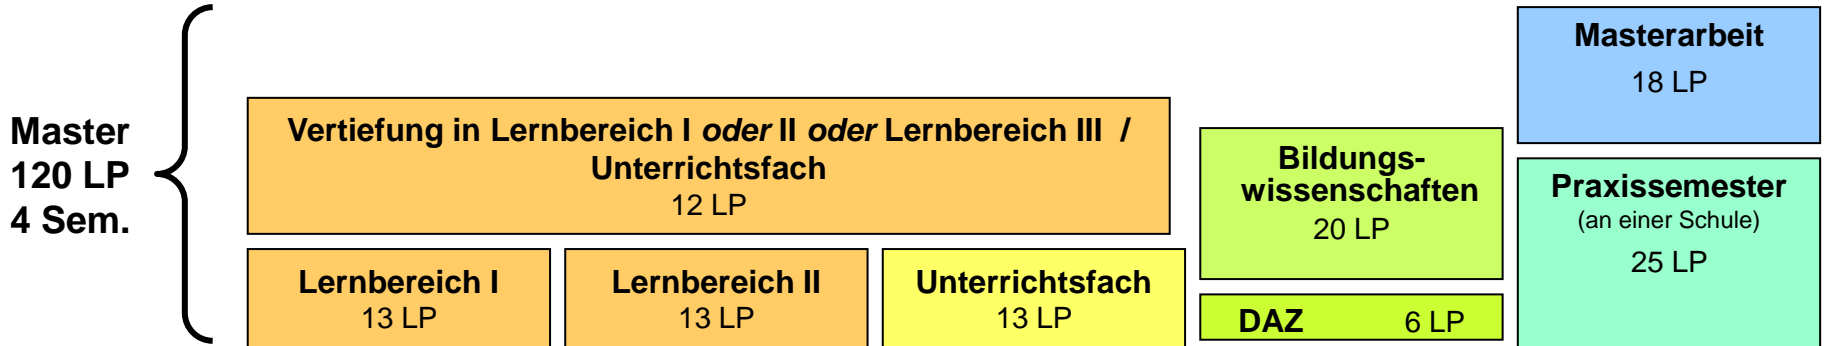 Master
120 LP
4 Sem.
Vertiefung in Lernbereich I oder II oder Lernbereich III /
Unterrichtsfach
12 LP
Lernbereich I
13 LP
Lernbereich II
13 LP
Unterrichtsfach
13 LP
Bildungs-
wissenschaften
20 LP
DAZ 6 LP
Masterarbeit
18 LP
Praxissemester
(an einer Schule)
25 LP